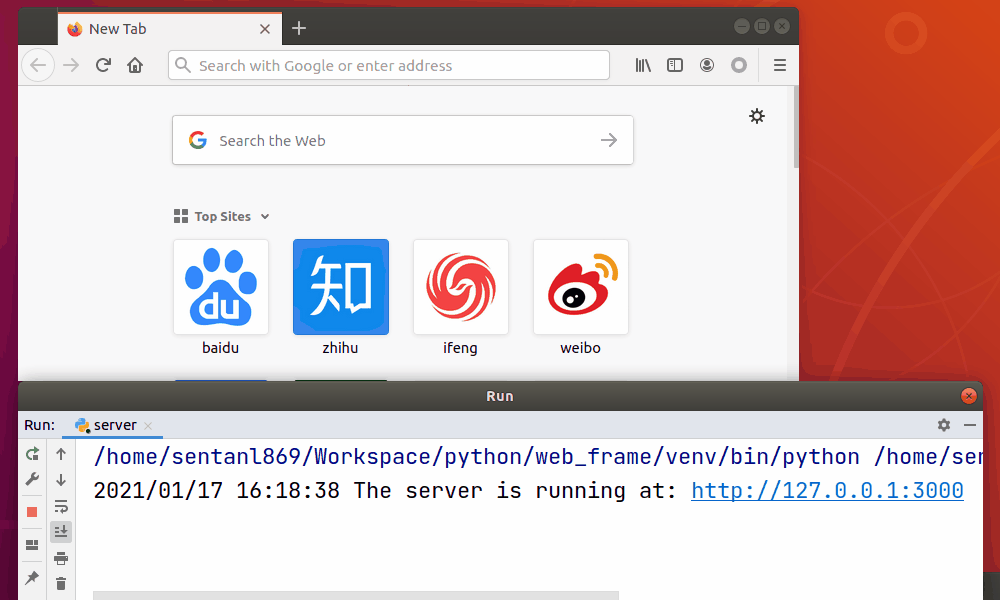 New Tab
Search with Google or enter address
Search the Web
Top Sites
du
知
baidu
zhihu
ifeng
weibo
Run
Run: server
/home/sentanl869/Workspace/python/web_frame/venv/bin/python /home/sen
2021/01/17 16:18:38 The server is running at: http://127.0.0.1:3000